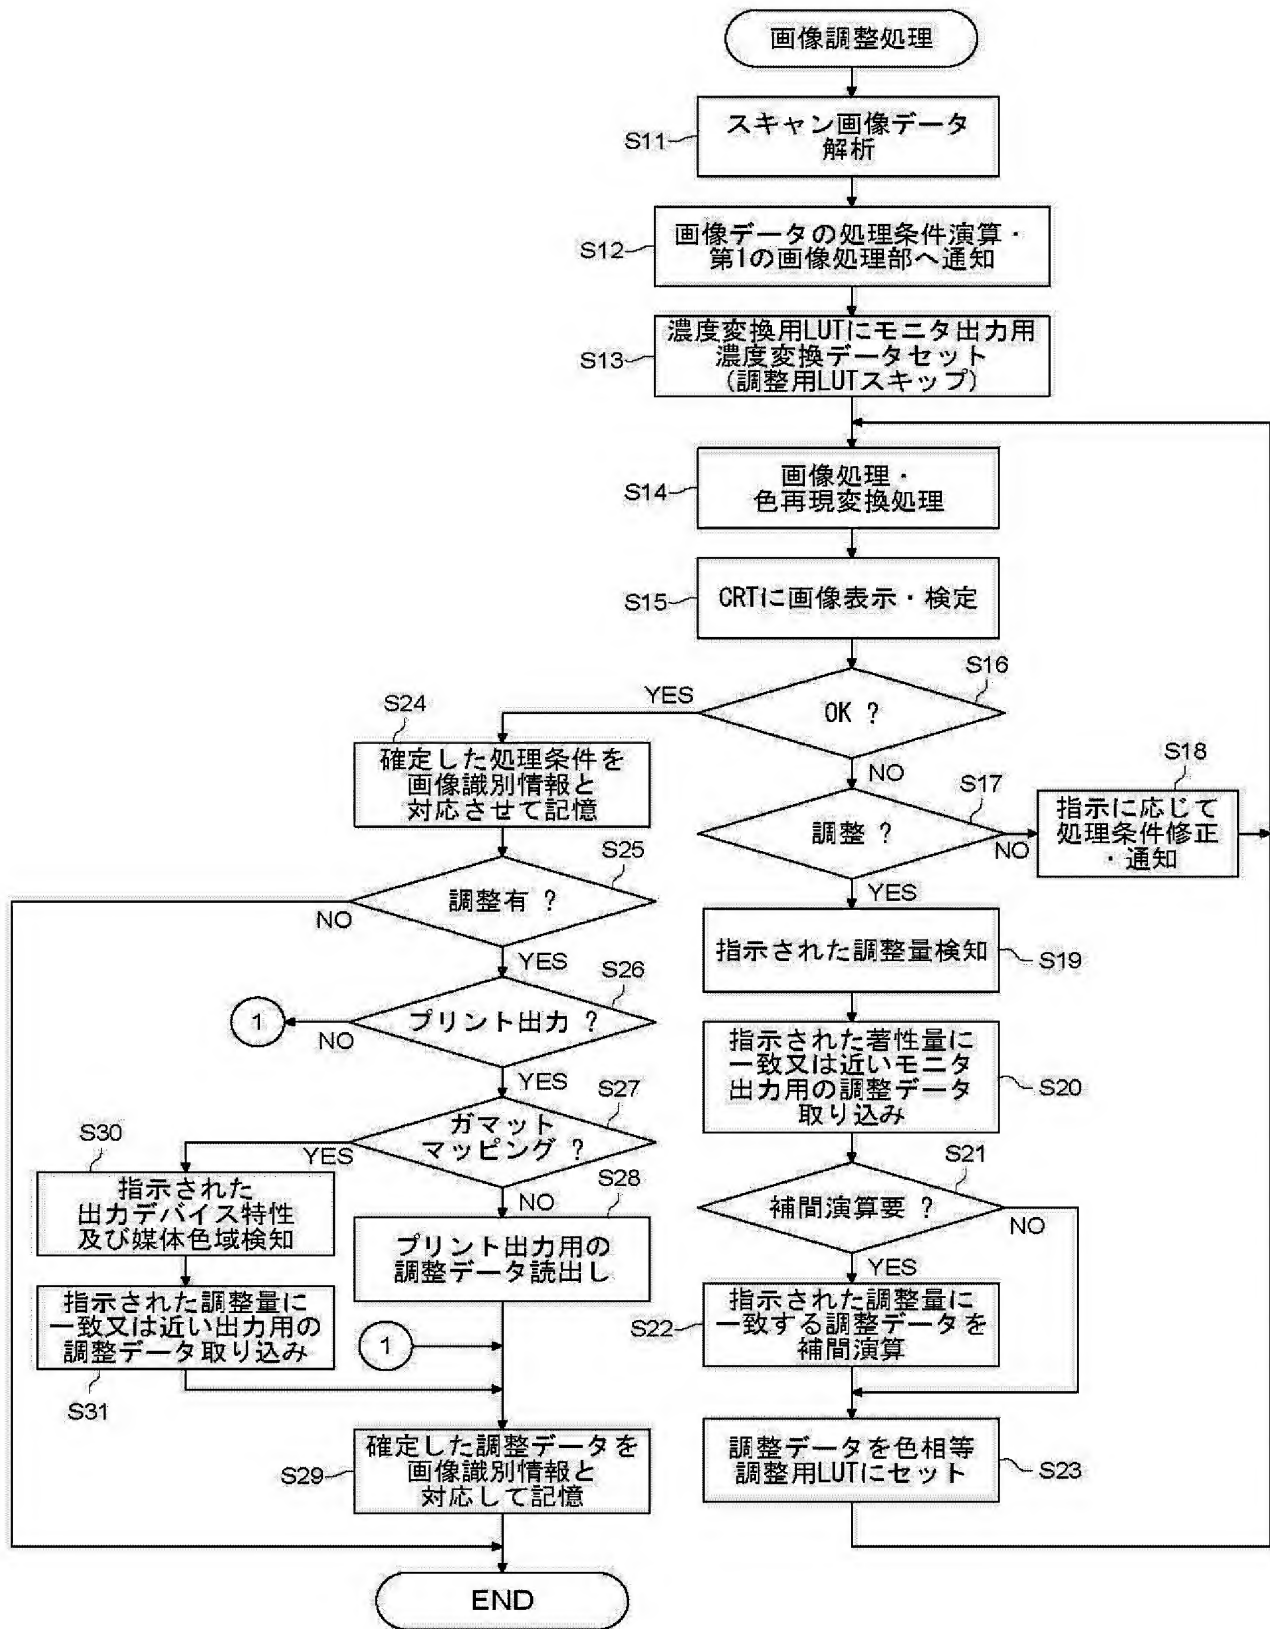 画像調整処理
S11
スキャン画像データ
解析
S12
画像データの処理条件演算・
第1の画像処理部へ通知
S13
濃度変換用LUTにモニタ出力用
濃度変換データセット
(調整用LUTスキップ)
S14
画像処理・
色再現変換処理
S15
CRTに画像表示・検定
S16
OK ?
YES
NO
S17
調整 ?
NO
YES
S18
指示に応じて
処理条件修正
・通知
S19
指示された調整量検知
S20
指示された著性量に
一致又は近いモニタ
出力用の調整データ
取り込み
S21
補間演算要 ?
NO
YES
S22
指示された調整量に
一致する調整データを
補間演算
S23
調整データを色相等
調整用LUTにセット
S24
確定した処理条件を
画像識別情報と
対応させて記憶
S25
調整有 ?
NO
YES
S26
プリント出力 ?
NO
1
YES
S27
ガマット
マッピング ?
YES
NO
S28
プリント出力用の
調整データ読出し
S30
指示された
出力デバイス特性
及び媒体色域検知
指示された調整量に
一致又は近い出力用の
調整データ取り込み
S31
1
S29
確定した調整データを
画像識別情報と
対応して記憶
END